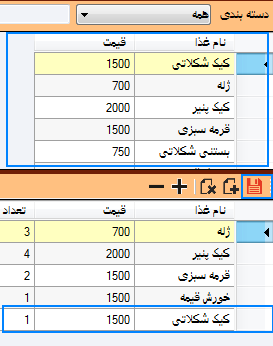 دسته بندی همه
نام غذا قیمت
کیک شکلاتی 1500
ژله 700
کیک پنیر 2000
قرمه سبزی 1500
بستنی شکلاتی 750
نام غذا قیمت تعداد
ژله 700 3
کیک پنیر 2000 4
قرمه سبزی 1500 2
خورش قیمه 1500 1
کیک شکلاتی 1500 1